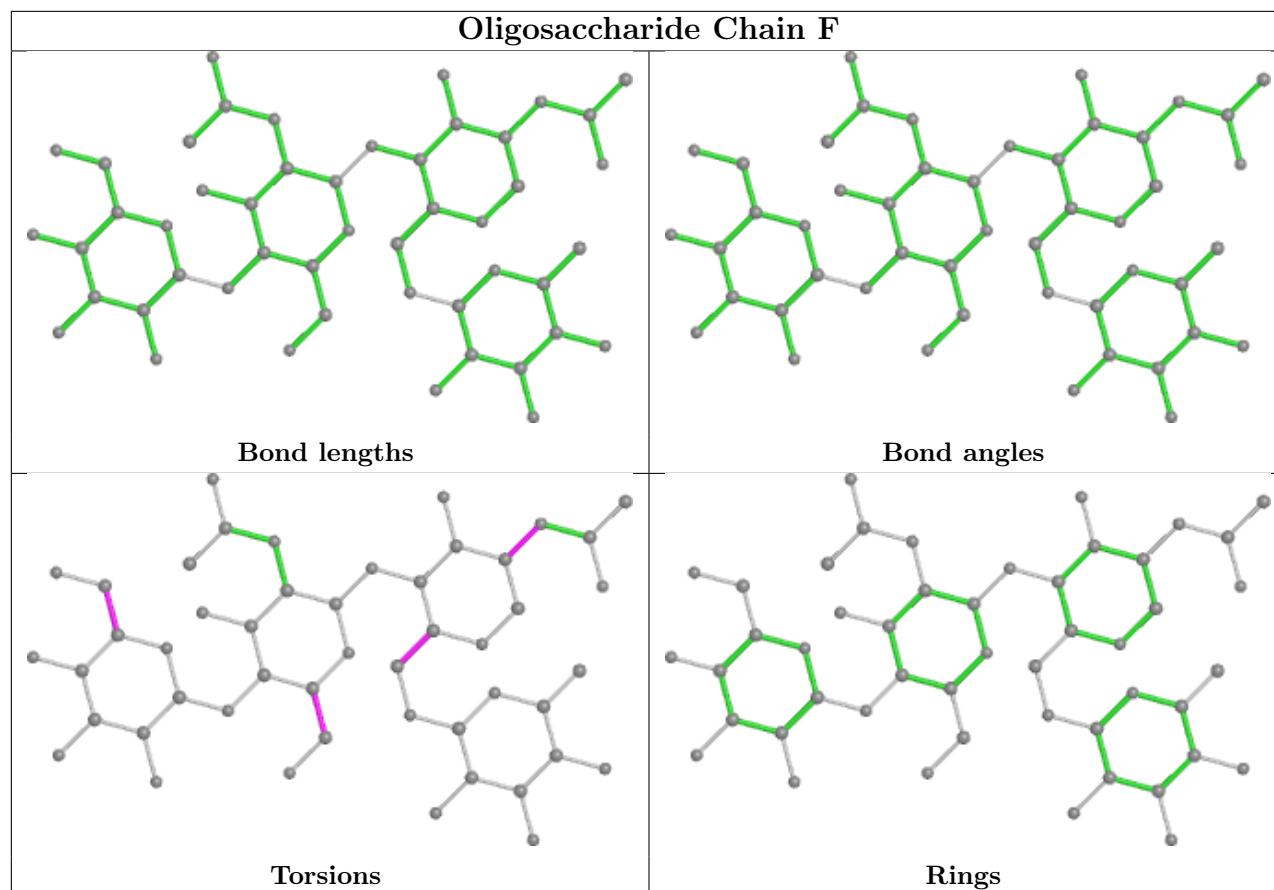 Oligosaccharide Chain F
Bond lengths
Bond angles
Torsions
Rings